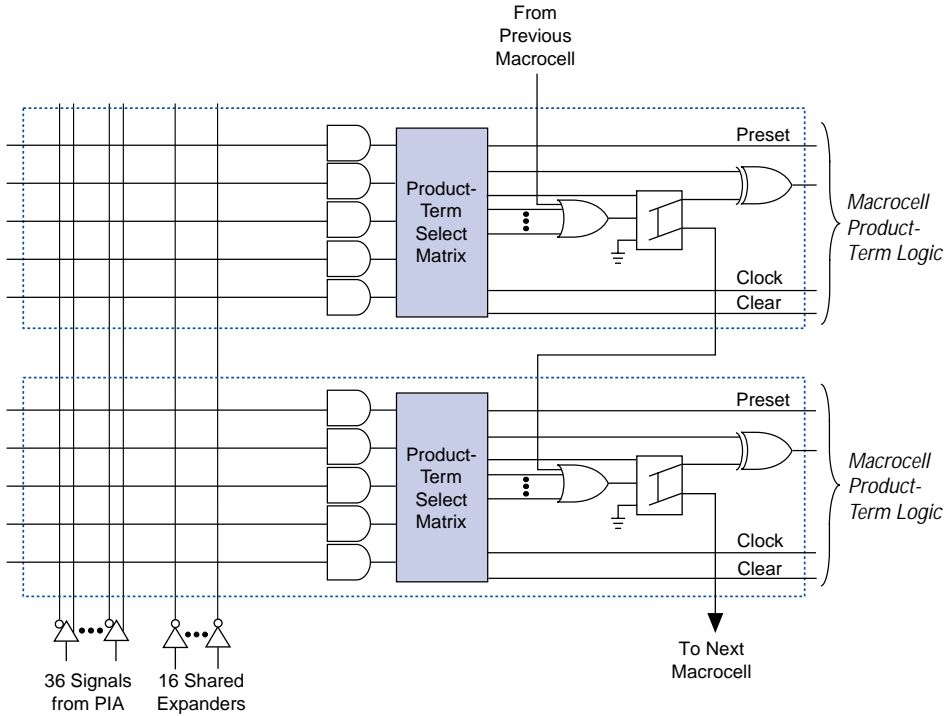 From
Previous
Macrocell
Preset
Product-
Term
Select
Matrix
Macrocell
Product-
Term Logic
Clock
Clear
Preset
Product-
Term
Select
Matrix
Macrocell
Product-
Term Logic
Clock
Clear
36 Signals
from PIA
16 Shared
Expanders
To Next
Macrocell